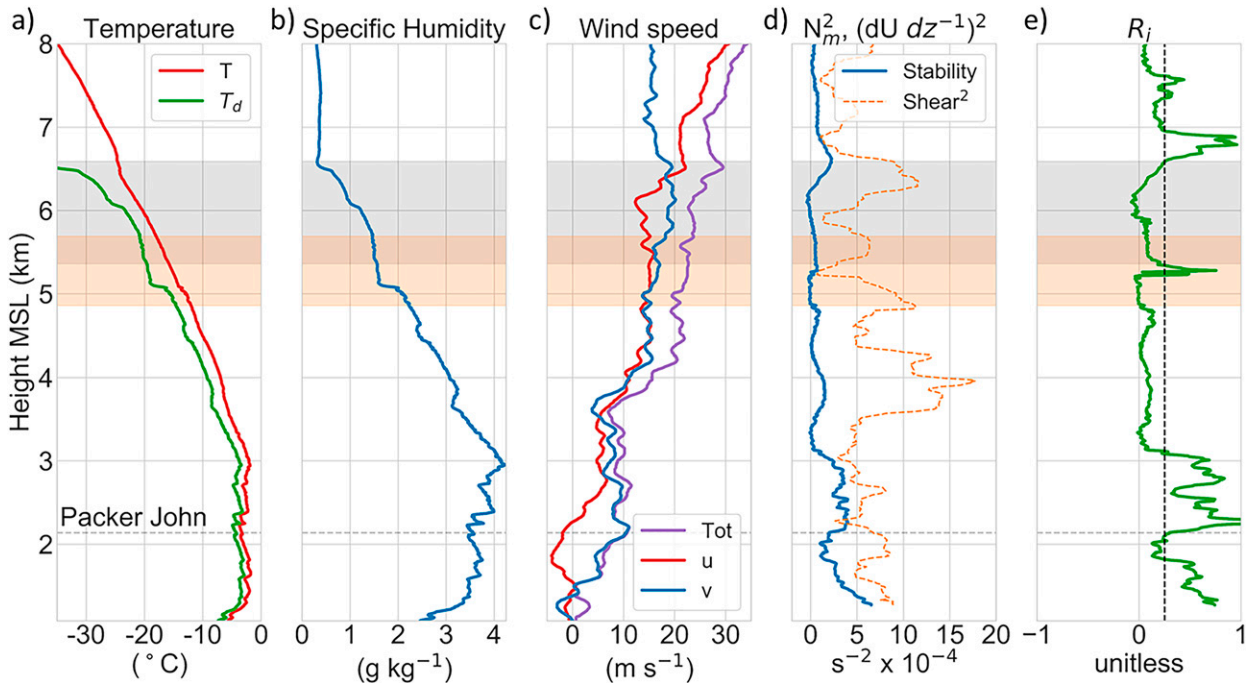 a) Temperature
b) Specific Humidity
c) Wind speed
d) N²ₘ, (dU dz⁻¹)²
e) Rᵢ
Height MSL (km)
8
7
6
5
4
3
2
T
T_d
Packer John
-30 -20 -10 0
(°C)
0 1 2 3 4
(g kg⁻¹)
Tot
u
v
0 10 20 30
(m s⁻¹)
Stability
Shear²
0 5 10 15 20
s⁻² x 10⁻⁴
−1 0 1
unitless